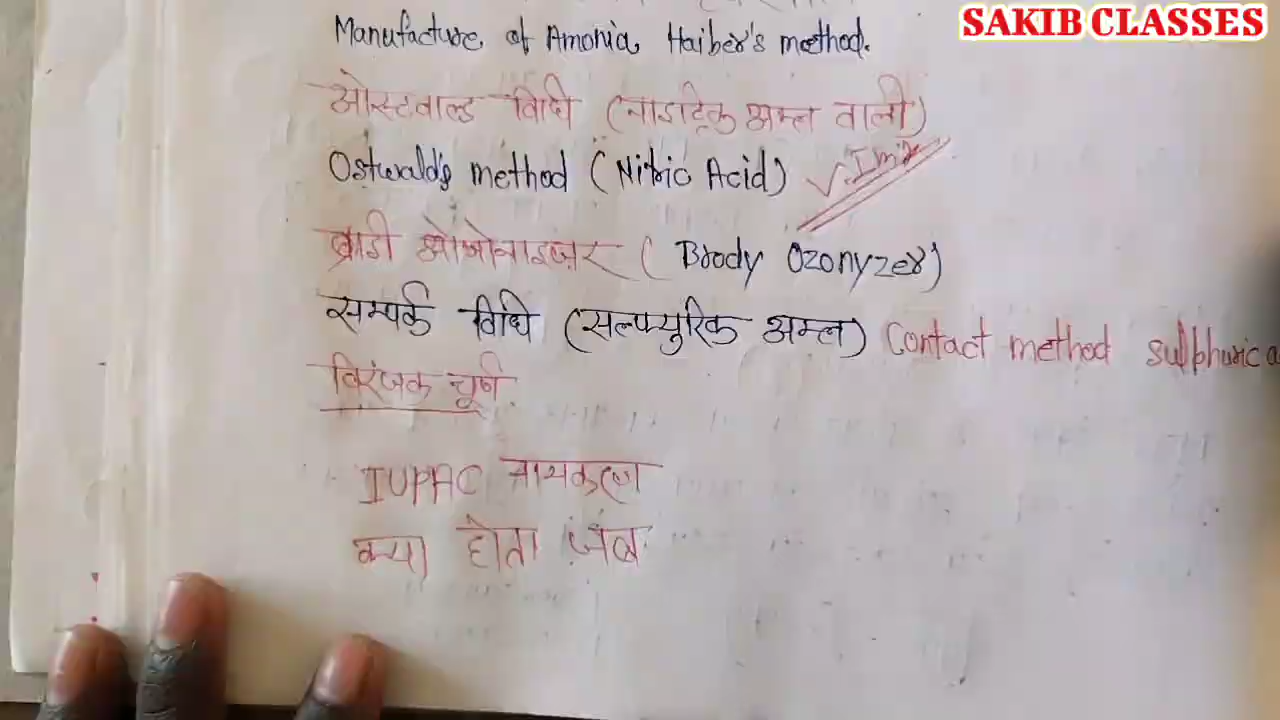 SAKIB CLASSES
Manufacture of Amonia Haiber's method.
ओस्टवाल्ड विधि (नाइट्रिक अम्ल वाली)
Ostwald's method (Nitric Acid) v. Imp
ब्राडी ओजोनाइज़र ( Brody Ozonyzer)
सम्पर्क विधि (सल्फ्युरिक अम्ल) Contact method sulphuric a
विरंजक चूर्ण
IUPAC नामकरण
क्या होता जब